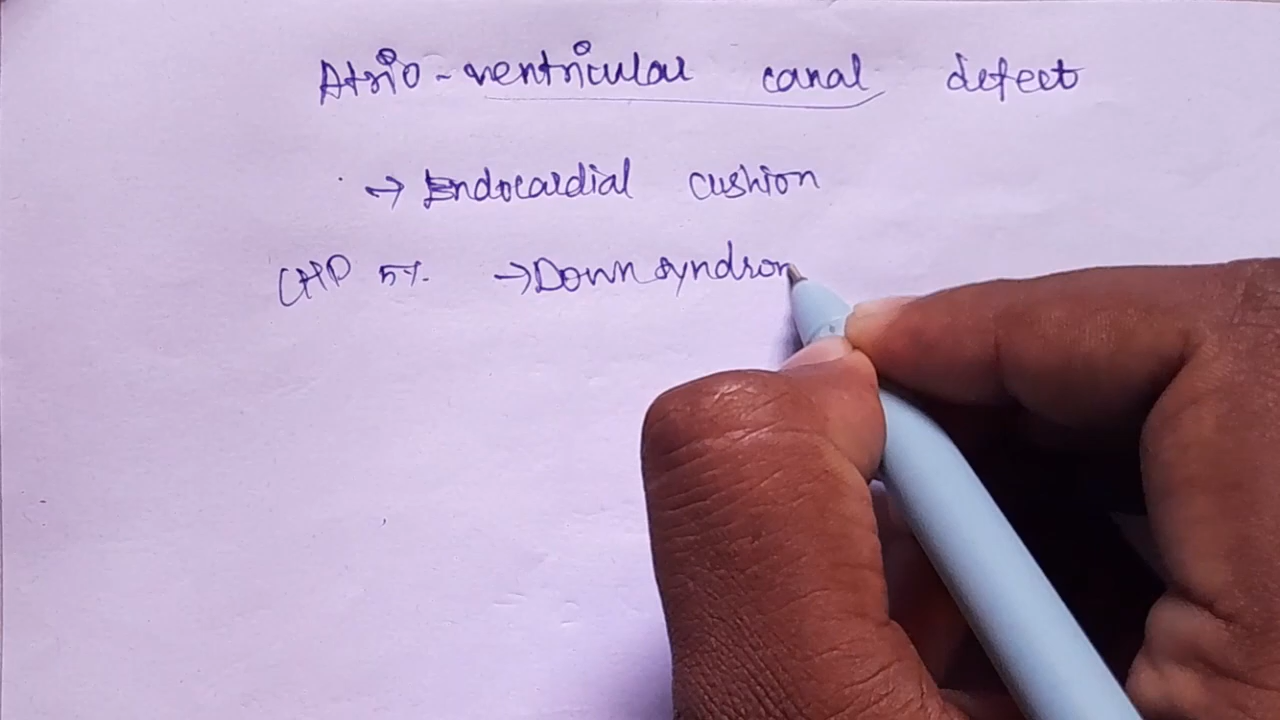 Atrio-ventricular canal defect
→ Endocardial cushion
CHD 5% → Down syndrom